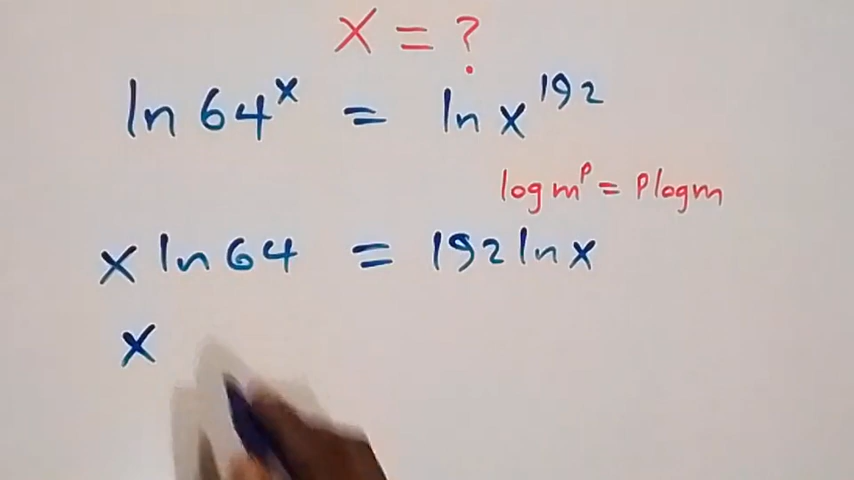 x = ?
ln 64^x = ln x^192
log m^p = p log m
x ln 64 = 192 ln x
x